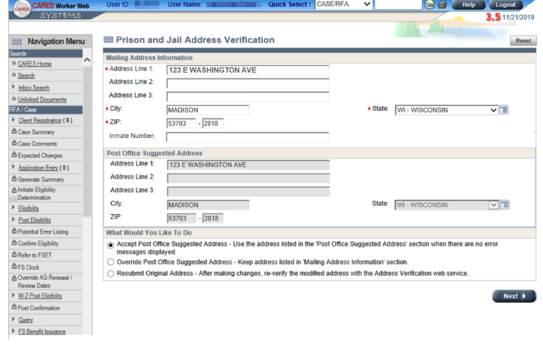 CARES CARES Worker Web
SYSTEMS
User ID:
User Name:
Quick Select : CASE/RFA
Go
Help
Logout
3.5 11/21/2019
Navigation Menu
Search
CARES Home
Search
Inbox Search
Unlinked Documents
RFA / Case
Client Registration { 0 }
Case Summary
Case Comments
Expected Changes
Application Entry { 0 }
Generate Summary
Initiate Eligibility
Determination
Eligibility
Post Eligibility
Potential Error Listing
Confirm Eligibility
Refer to FSET
FS Clock
Override AG Renewal /
Review Dates
W-2 Post Eligibility
Post Confirmation
Query
FS Benefit Issuance
Prison and Jail Address Verification
Reset
Mailing Address Information
• Address Line 1: 123 E WASHINGTON AVE
Address Line 2:
Address Line 3:
• City: MADISON
• State: WI - WISCONSIN
• ZIP: 53703 - 2818
Inmate Number:
Post Office Suggested Address
Address Line 1: 123 E WASHINGTON AVE
Address Line 2:
Address Line 3:
City: MADISON
State: WI - WISCONSIN
ZIP: 53703 - 2818
What Would You Like To Do
Accept Post Office Suggested Address - Use the address listed in the 'Post Office Suggested Address' section when there are no error
messages displayed.
Override Post Office Suggested Address - Keep address listed in 'Mailing Address Information' section.
Resubmit Original Address - After making changes, re-verify the modified address with the Address Verification web service.
Next